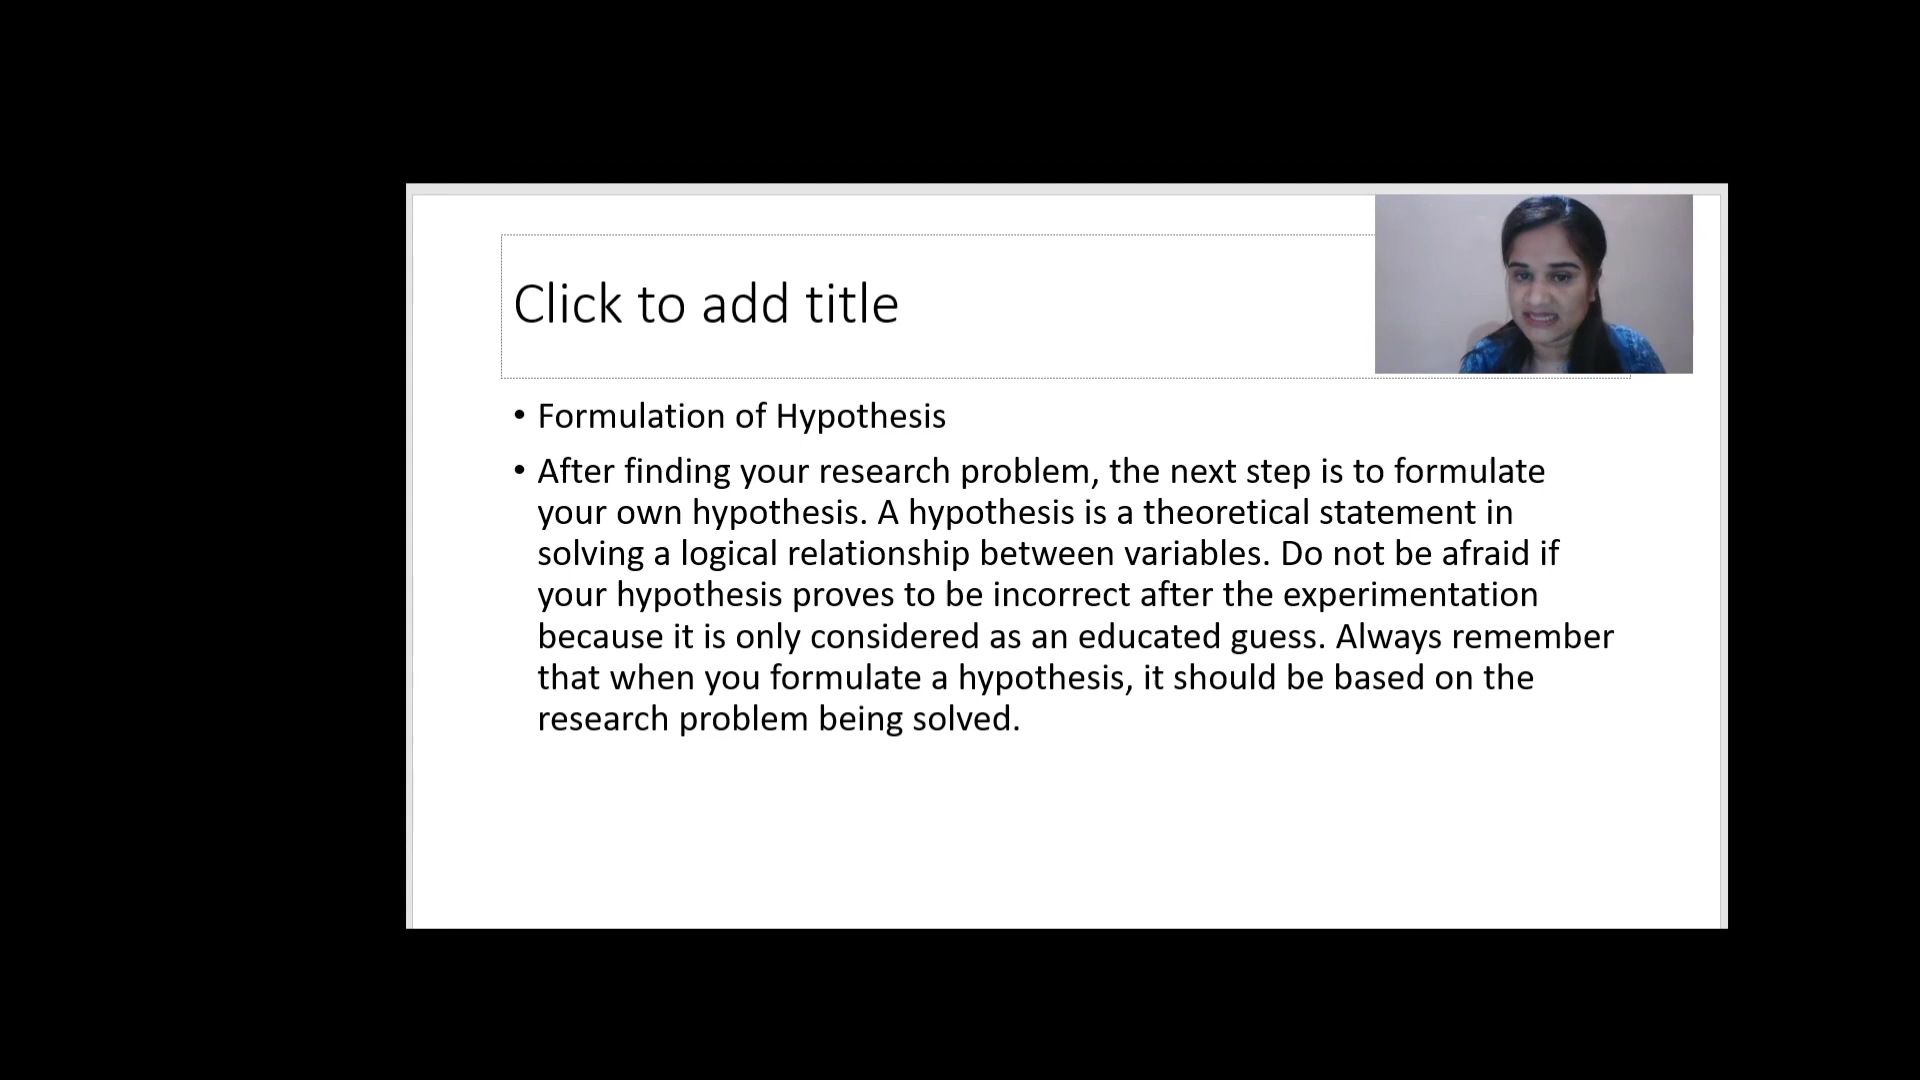 Click to add title
• Formulation of Hypothesis
• After finding your research problem, the next step is to formulate
your own hypothesis. A hypothesis is a theoretical statement in
solving a logical relationship between variables. Do not be afraid if
your hypothesis proves to be incorrect after the experimentation
because it is only considered as an educated guess. Always remember
that when you formulate a hypothesis, it should be based on the
research problem being solved.